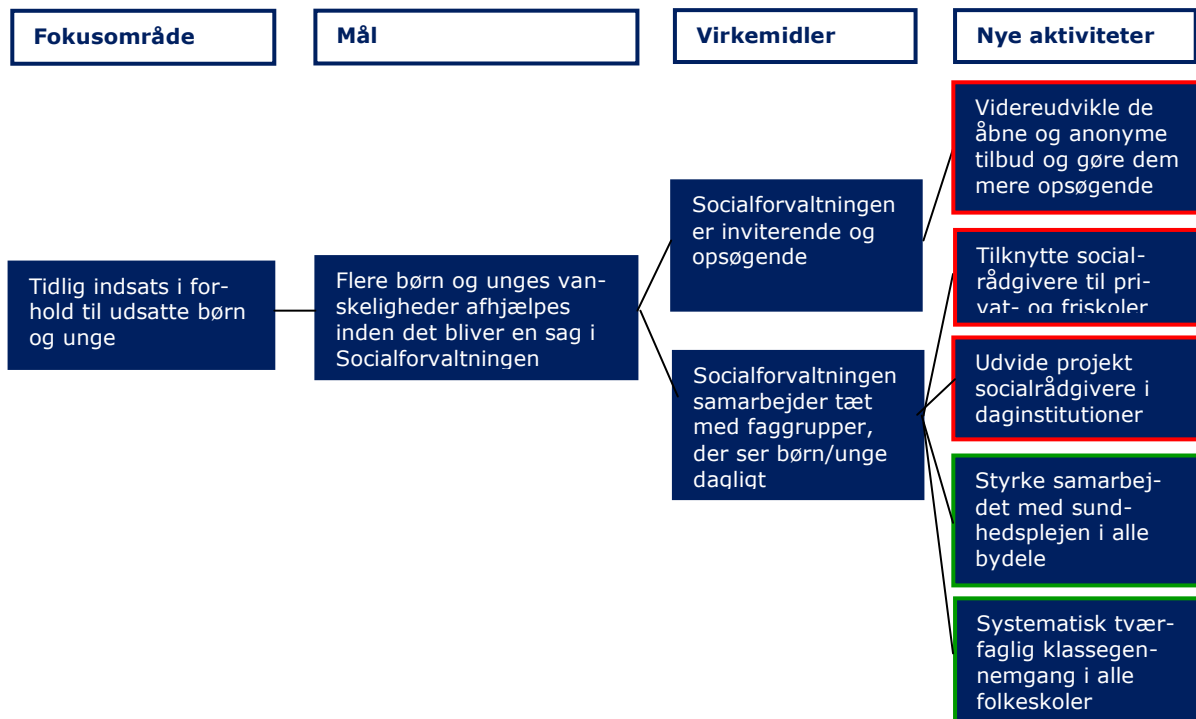 Fokusområde
Mål
Virkemidler
Nye aktiviteter
Tidlig indsats i for-
hold til udsatte børn
og unge
Flere børn og unges van-
skeligheder afhjælpes
inden det bliver en sag i
Socialforvaltningen
Socialforvaltningen
er inviterende og
opsøgende
Socialforvaltningen
samarbejder tæt
med faggrupper,
der ser børn/unge
dagligt
Videreudvikle de
åbne og anonyme
tilbud og gøre dem
mere opsøgende
Tilknytte social-
rådgivere til pri-
vat- og friskoler
Udvide projekt
socialrådgivere i
daginstitutioner
Styrke samarbej-
det med sund-
hedsplejen i alle
bydele
Systematisk tvær-
faglig klassegen-
nemgang i alle
folkeskoler